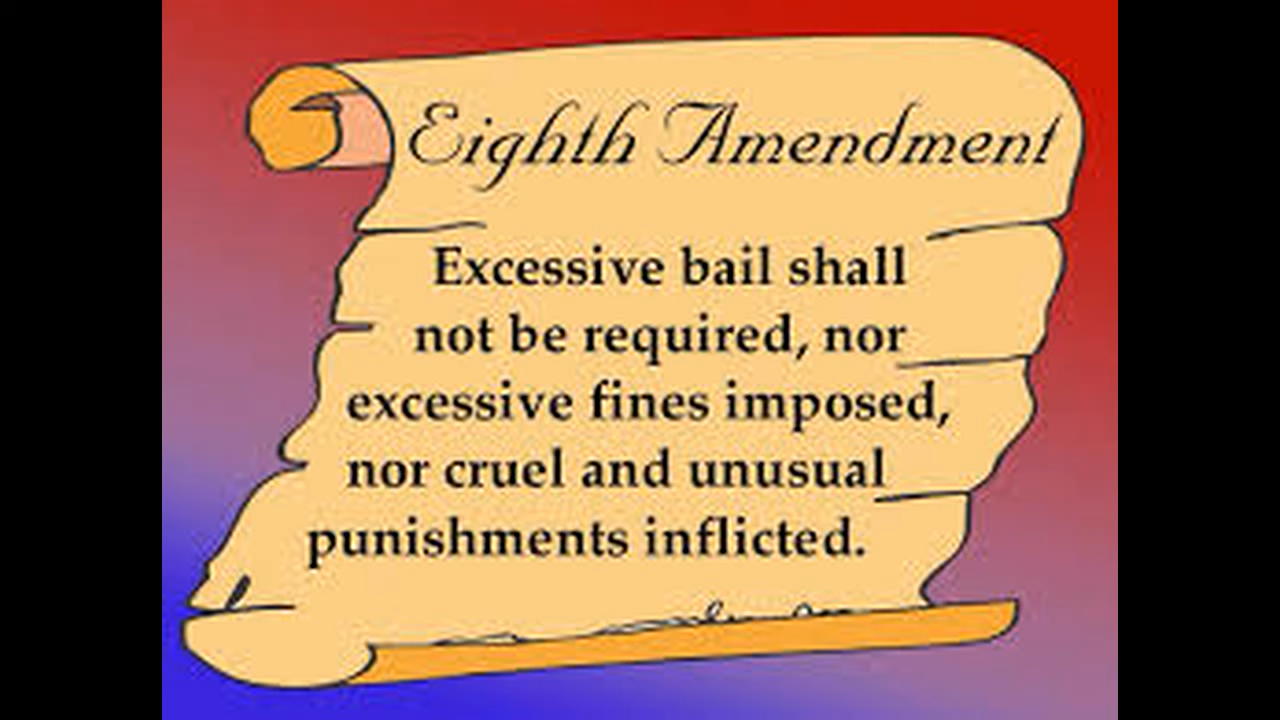 Eighth Amendment
Excessive bail shall
not be required, nor
excessive fines imposed,
nor cruel and unusual
punishments inflicted.